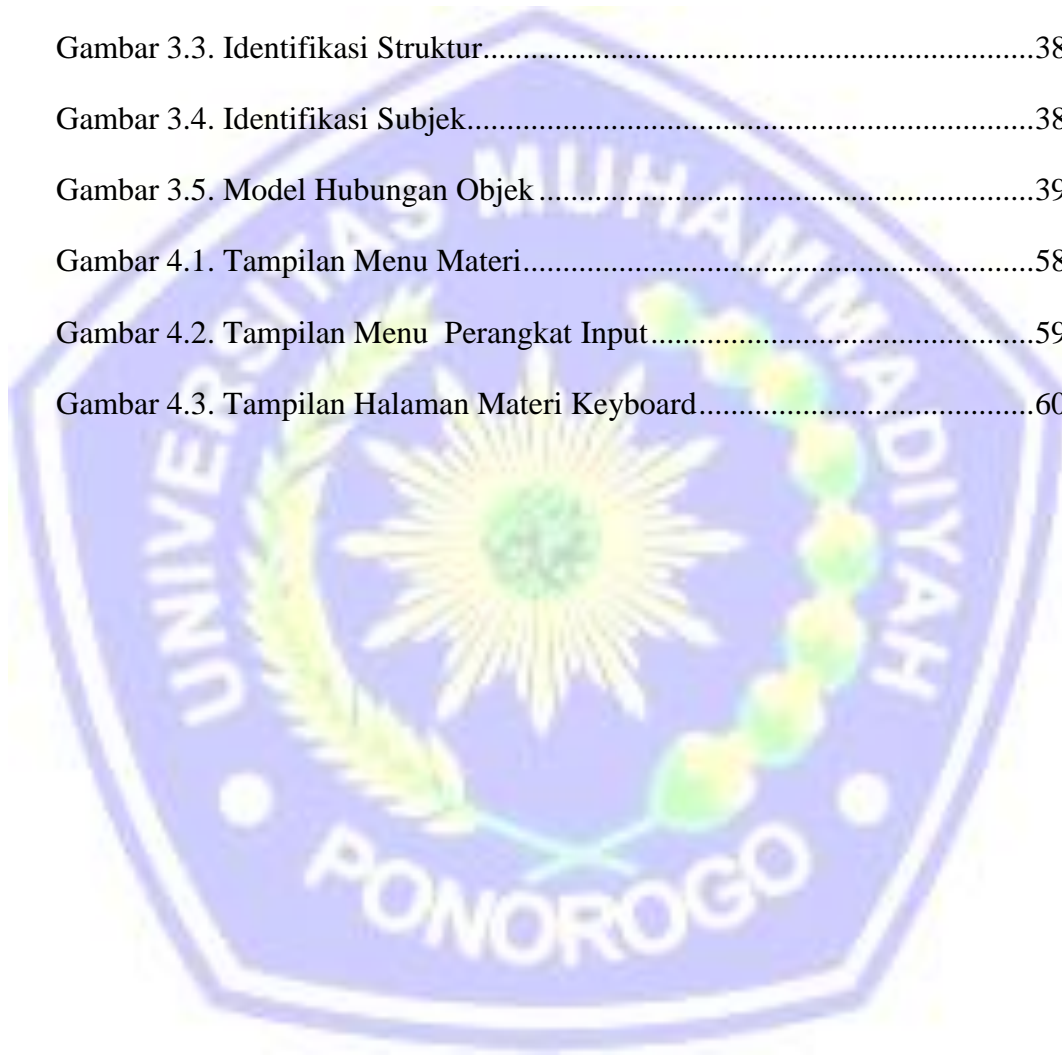 Gambar 3.3. Identifikasi Struktur.......................................................................38
Gambar 3.4. Identifikasi Subjek.........................................................................38
Gambar 3.5. Model Hubungan Objek................................................................39
Gambar 4.1. Tampilan Menu Materi..................................................................58
Gambar 4.2. Tampilan Menu  Perangkat Input..................................................59
Gambar 4.3. Tampilan Halaman Materi Keyboard............................................60
UNIVERSITAS MUHAMMADIYAH
PONOROGO